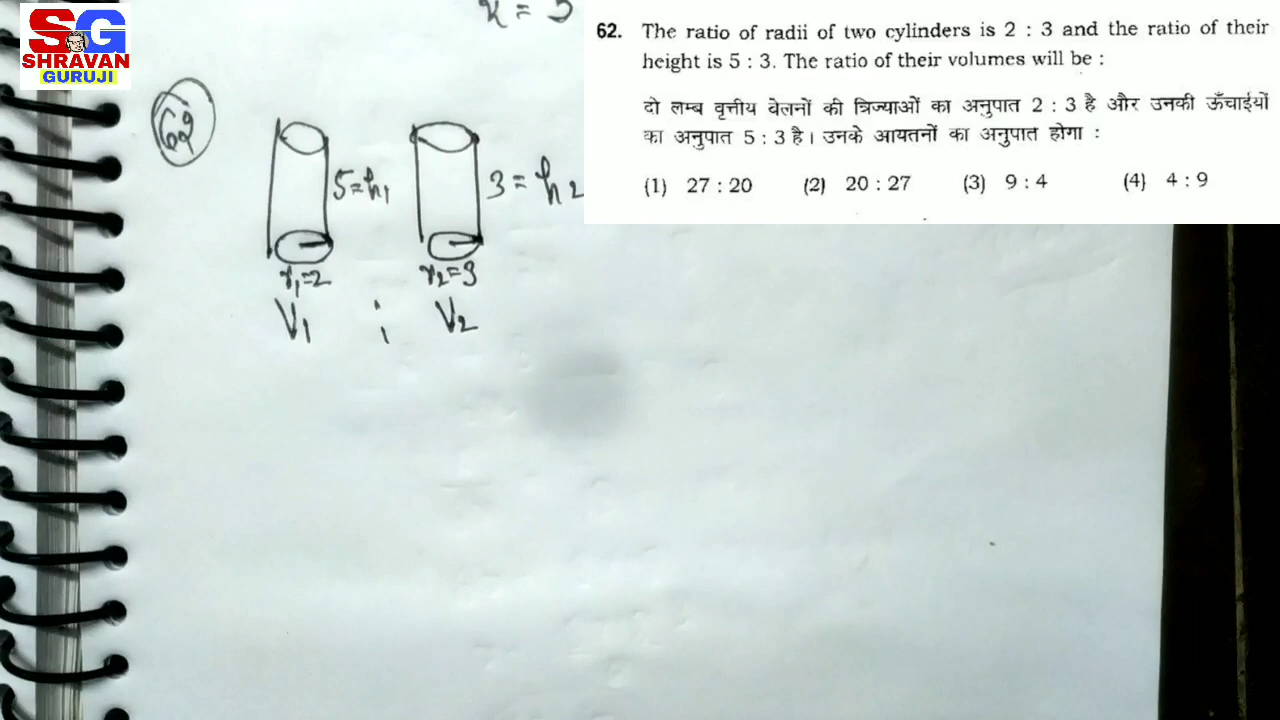 SG
SHRAVAN
GURUJI
x = 5
62. The ratio of radii of two cylinders is 2 : 3 and the ratio of their
height is 5 : 3. The ratio of their volumes will be :
दो लम्ब वृत्तीय बेलनों की त्रिज्याओं का अनुपात 2 : 3 है और उनकी ऊँचाईयों
का अनुपात 5 : 3 है। उनके आयतनों का अनुपात होगा :
(1) 27 : 20 (2) 20 : 27 (3) 9 : 4 (4) 4 : 9
62
5=h1 3=h2
r1=2 r2=3
V1 : V2